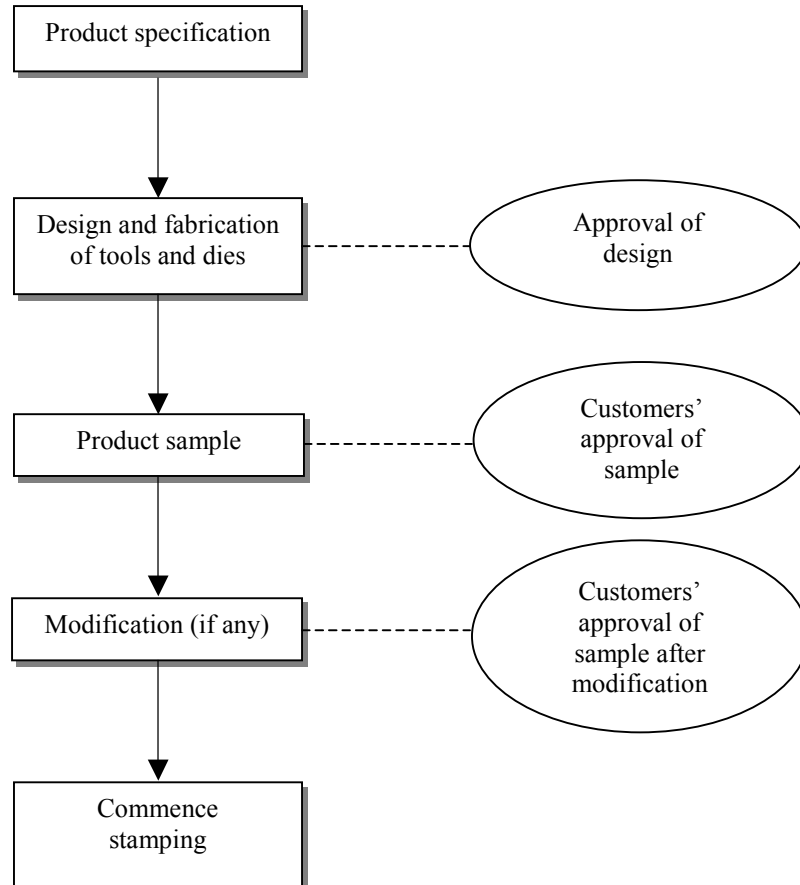 Product specification
Design and fabrication
of tools and dies
Approval of
design
Product sample
Customers’
approval of
sample
Modification (if any)
Customers’
approval of
sample after
modification
Commence
stamping